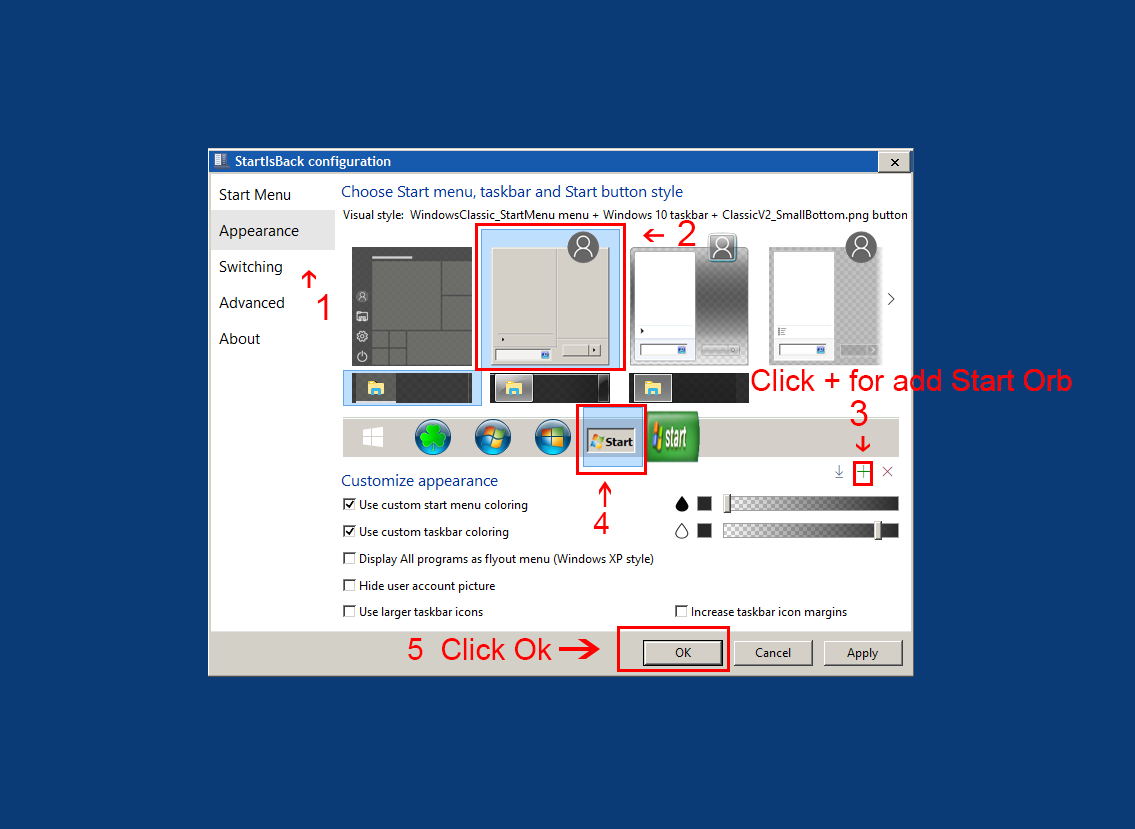 StartIsBack configuration
Start Menu
Appearance
Switching
Advanced
About
1
Choose Start menu, taskbar and Start button style
Visual style: WindowsClassic_StartMenu menu + Windows 10 taskbar + ClassicV2_SmallBottom.png button
2
Click + for add Start Orb
3
Start
start
4
Customize appearance
Use custom start menu coloring
Use custom taskbar coloring
Display All programs as flyout menu (Windows XP style)
Hide user account picture
Use larger taskbar icons
Increase taskbar icon margins
5 Click Ok
OK
Cancel
Apply